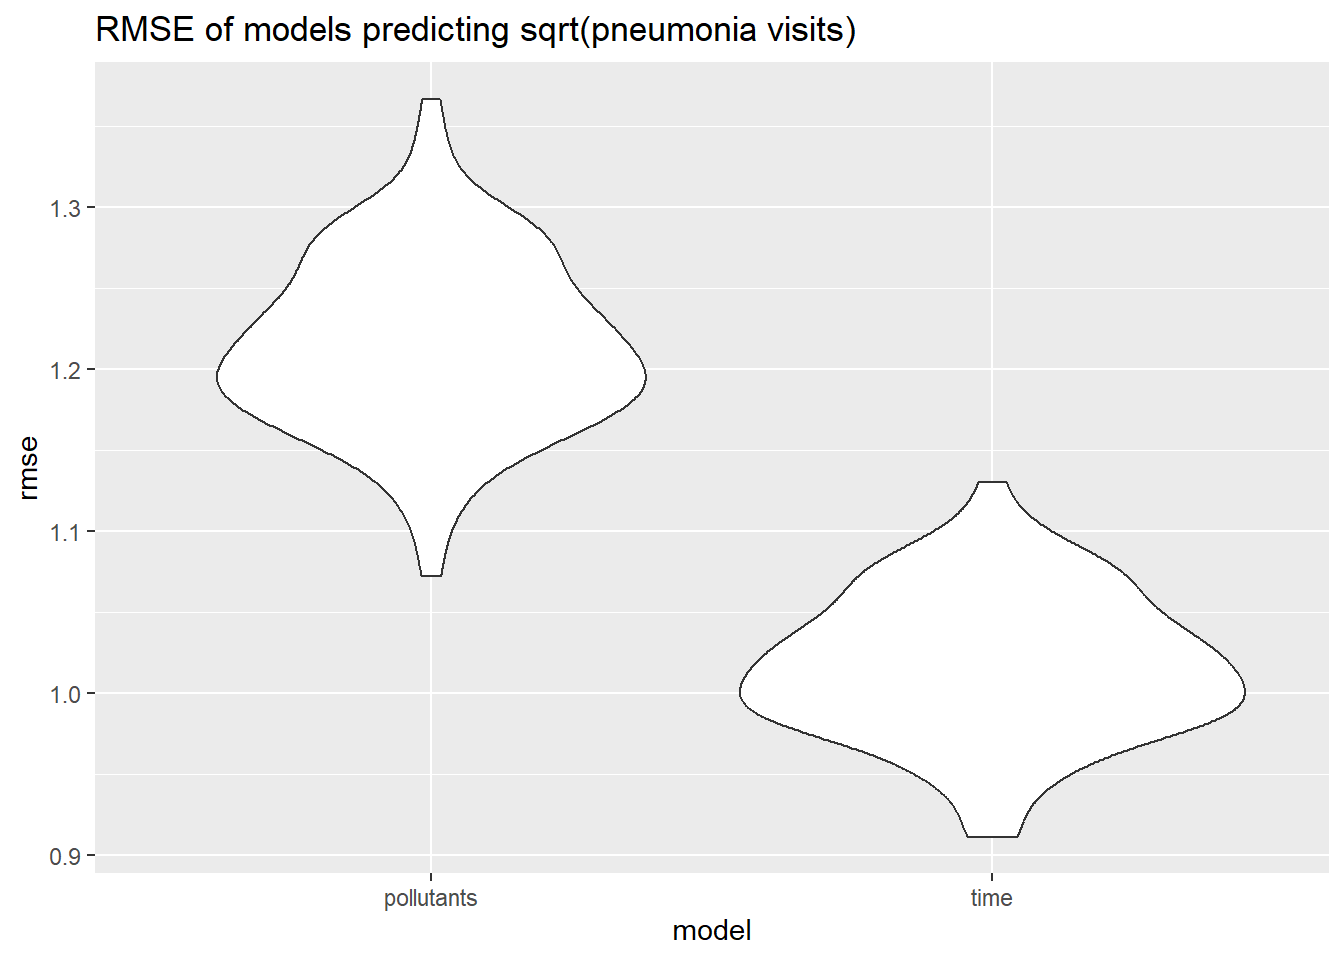 RMSE of models predicting sqrt(pneumonia visits)
1.3
1.2
1.1
1.0
0.9
rmse
pollutants
time
model